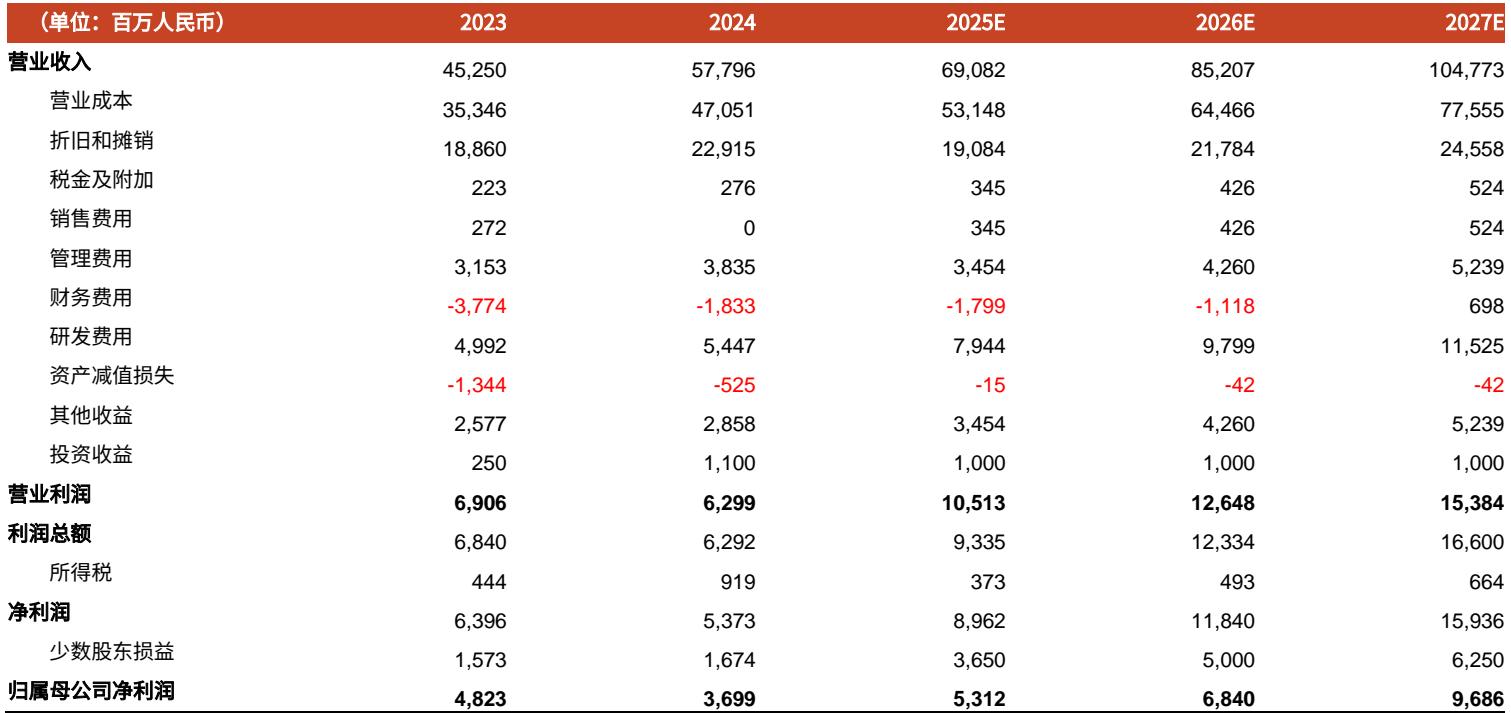 （单位：百万人民币） 2023 2024 2025E 2026E 2027E
营业收入 45,250 57,796 69,082 85,207 104,773
营业成本 35,346 47,051 53,148 64,466 77,555
折旧和摊销 18,860 22,915 19,084 21,784 24,558
税金及附加 223 276 345 426 524
销售费用 272 0 345 426 524
管理费用 3,153 3,835 3,454 4,260 5,239
财务费用 -3,774 -1,833 -1,799 -1,118 698
研发费用 4,992 5,447 7,944 9,799 11,525
资产减值损失 -1,344 -525 -15 -42 -42
其他收益 2,577 2,858 3,454 4,260 5,239
投资收益 250 1,100 1,000 1,000 1,000
营业利润 6,906 6,299 10,513 12,648 15,384
利润总额 6,840 6,292 9,335 12,334 16,600
所得税 444 919 373 493 664
净利润 6,396 5,373 8,962 11,840 15,936
少数股东损益 1,573 1,674 3,650 5,000 6,250
归属母公司净利润 4,823 3,699 5,312 6,840 9,686